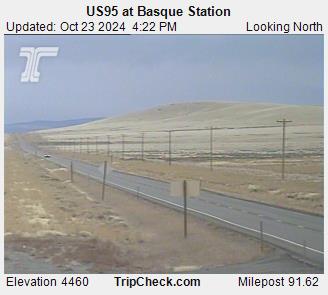 US95 at Basque Station
Updated: Oct 23 2024 4:22 PM Looking North
Elevation 4460 TripCheck.com Milepost 91.62